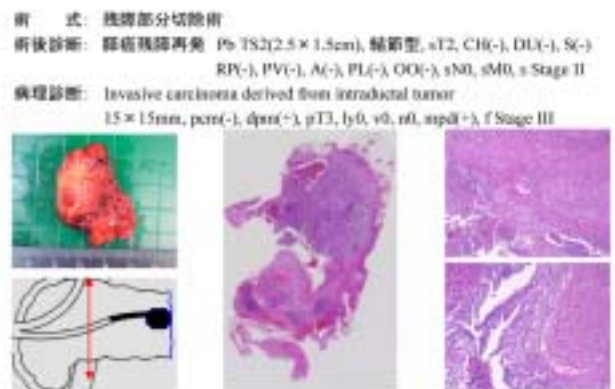 術　式: 残膵部分切除術
術後診断: 膵癌残膵再発 Pb TS2(2.5×1.5cm), 結節型, sT2, CH(-), DU(-), S(-)
RP(-), PV(-), A(-), PL(-), OO(-), sN0, sM0, s Stage II
病理診断: Invasive carcinoma derived from intraductal tumor
15×15mm, pcm(-), dpm(+), pT3, ly0, v0, n0, mpd(+), f Stage III